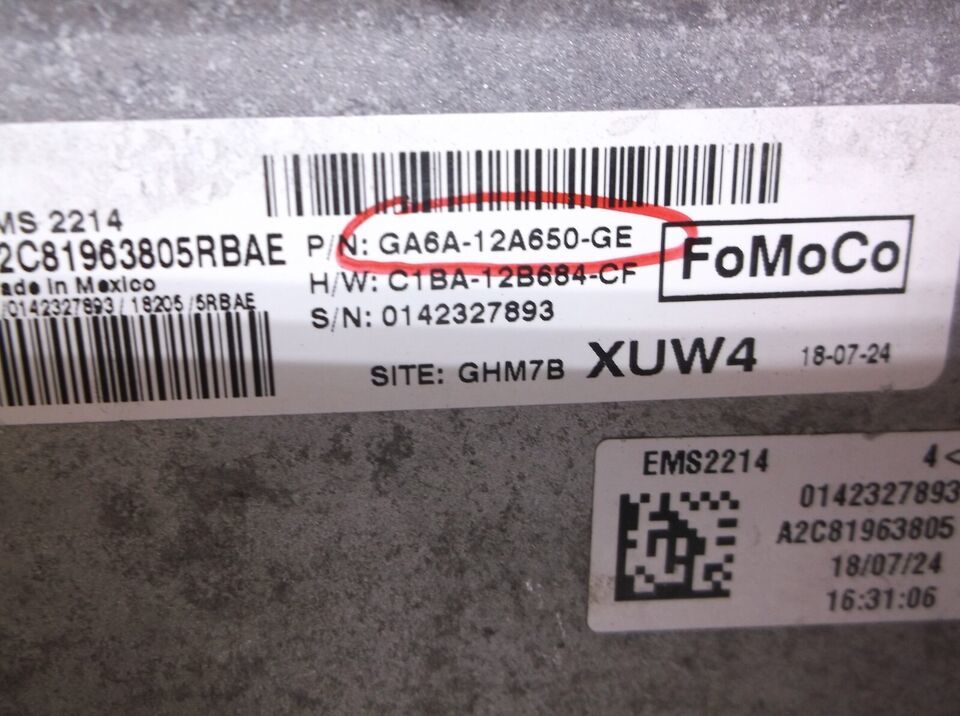 MS 2214
2C81963805RBAE
ade in Mexico
/0142327893/18205/5RBAE
P/N: GA6A-12A650-GE
H/W: C1BA-12B684-CF
S/N: 0142327893
FoMoCo
SITE: GHM7B XUW4 18-07-24
EMS2214 4<
0142327893
A2C81963805
18/07/24
16:31:06